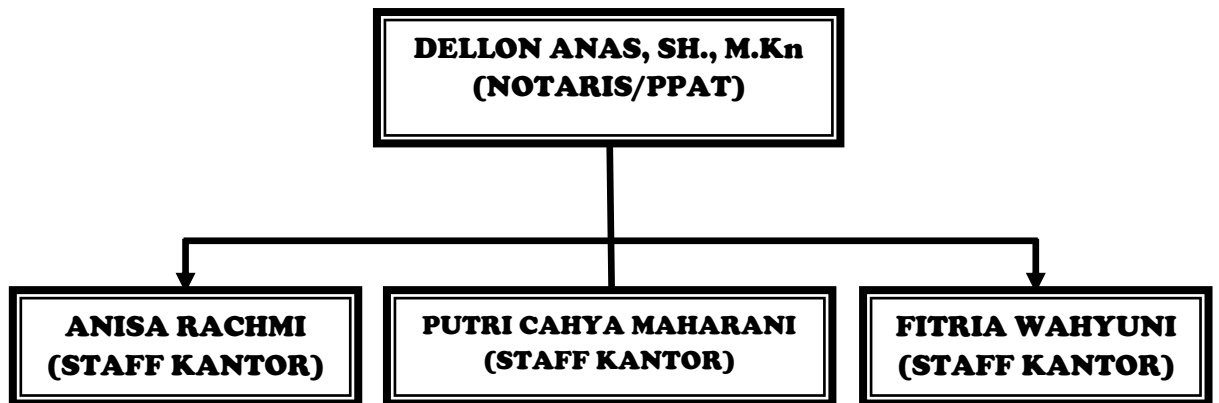 DELLON ANAS, SH., M.Kn
(NOTARIS/PPAT)
ANISA RACHMI
(STAFF KANTOR)
PUTRI CAHYA MAHARANI
(STAFF KANTOR)
FITRIA WAHYUNI
(STAFF KANTOR)